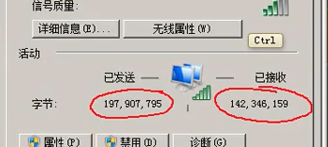 信号质量:
详细信息(E)... 无线属性(W)
Ctrl
活动
已发送 已接收
字节: 197,907,795 142,346,159
属性(P) 禁用(D) 诊断(G)